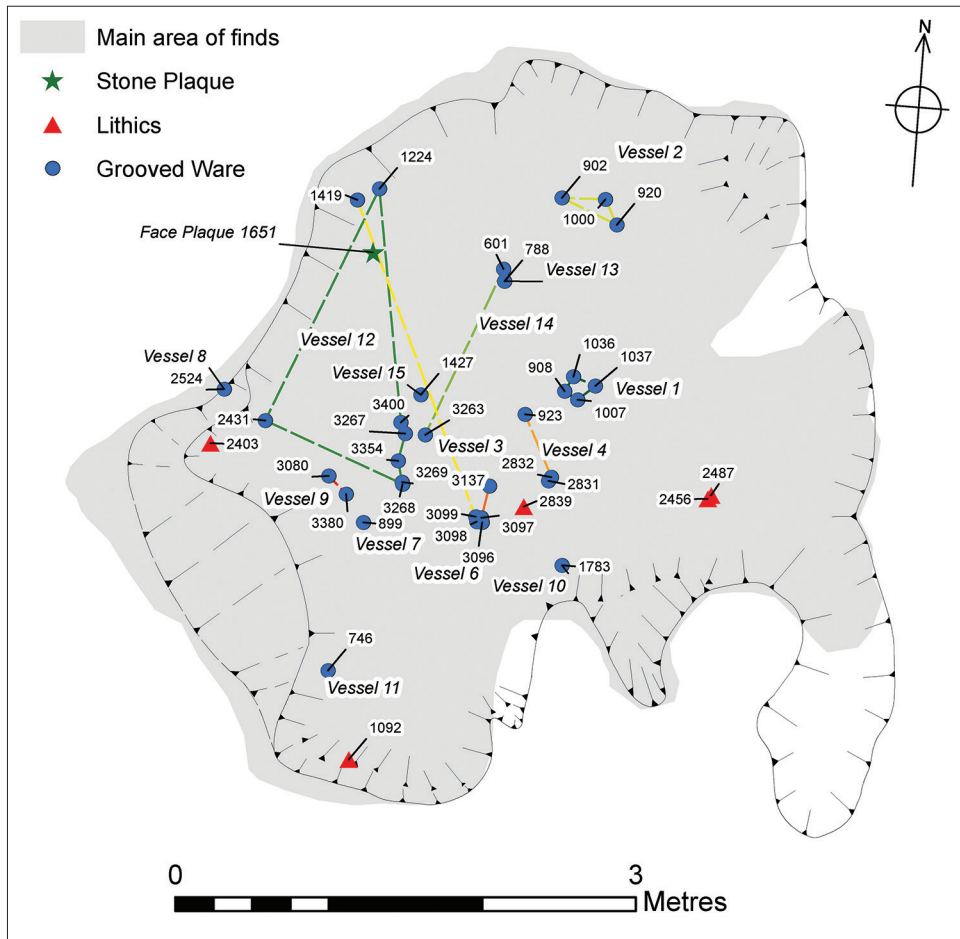 Main area of finds
Stone Plaque
Lithics
Grooved Ware
N
1224
1419
Face Plaque 1651
902
Vessel 2
1000
920
601
788
Vessel 13
Vessel 14
Vessel 12
Vessel 8
2524
Vessel 15
1427
1036
1037
908
Vessel 1
1007
3400
3267
3263
923
2431
2403
Vessel 3
Vessel 4
3354
3269
2832
2831
3080
3137
3268
2487
2456
Vessel 9
2839
3380
899
3099
3097
3098
Vessel 7
3096
Vessel 6
Vessel 10
1783
746
Vessel 11
1092
0
3
Metres